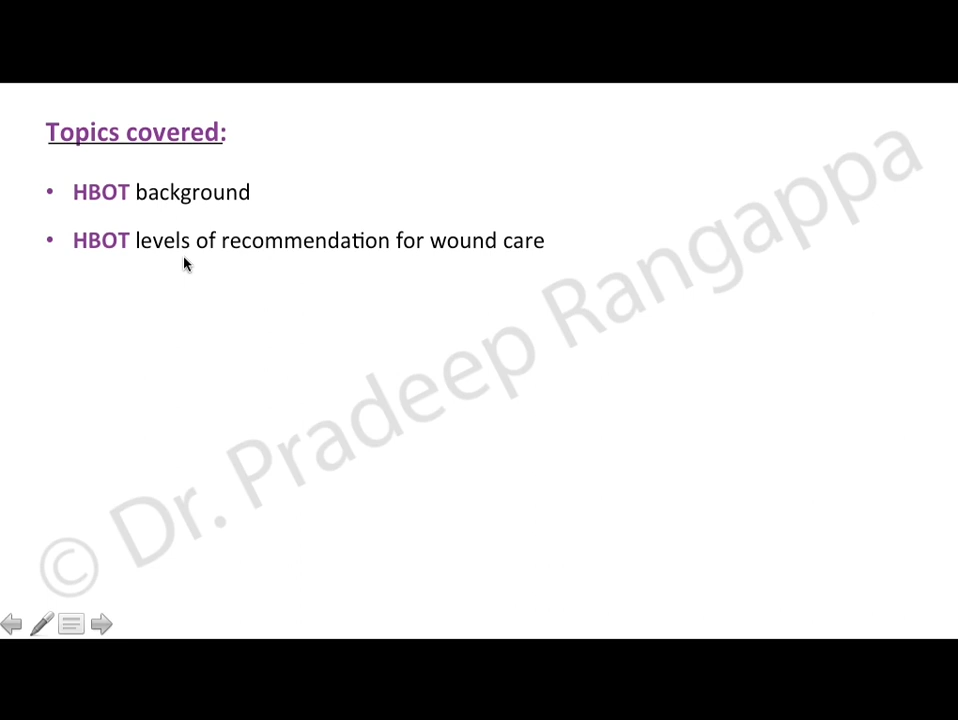 Topics covered:
• HBOT background
• HBOT levels of recommendation for wound care
© Dr. Pradeep Rangappa